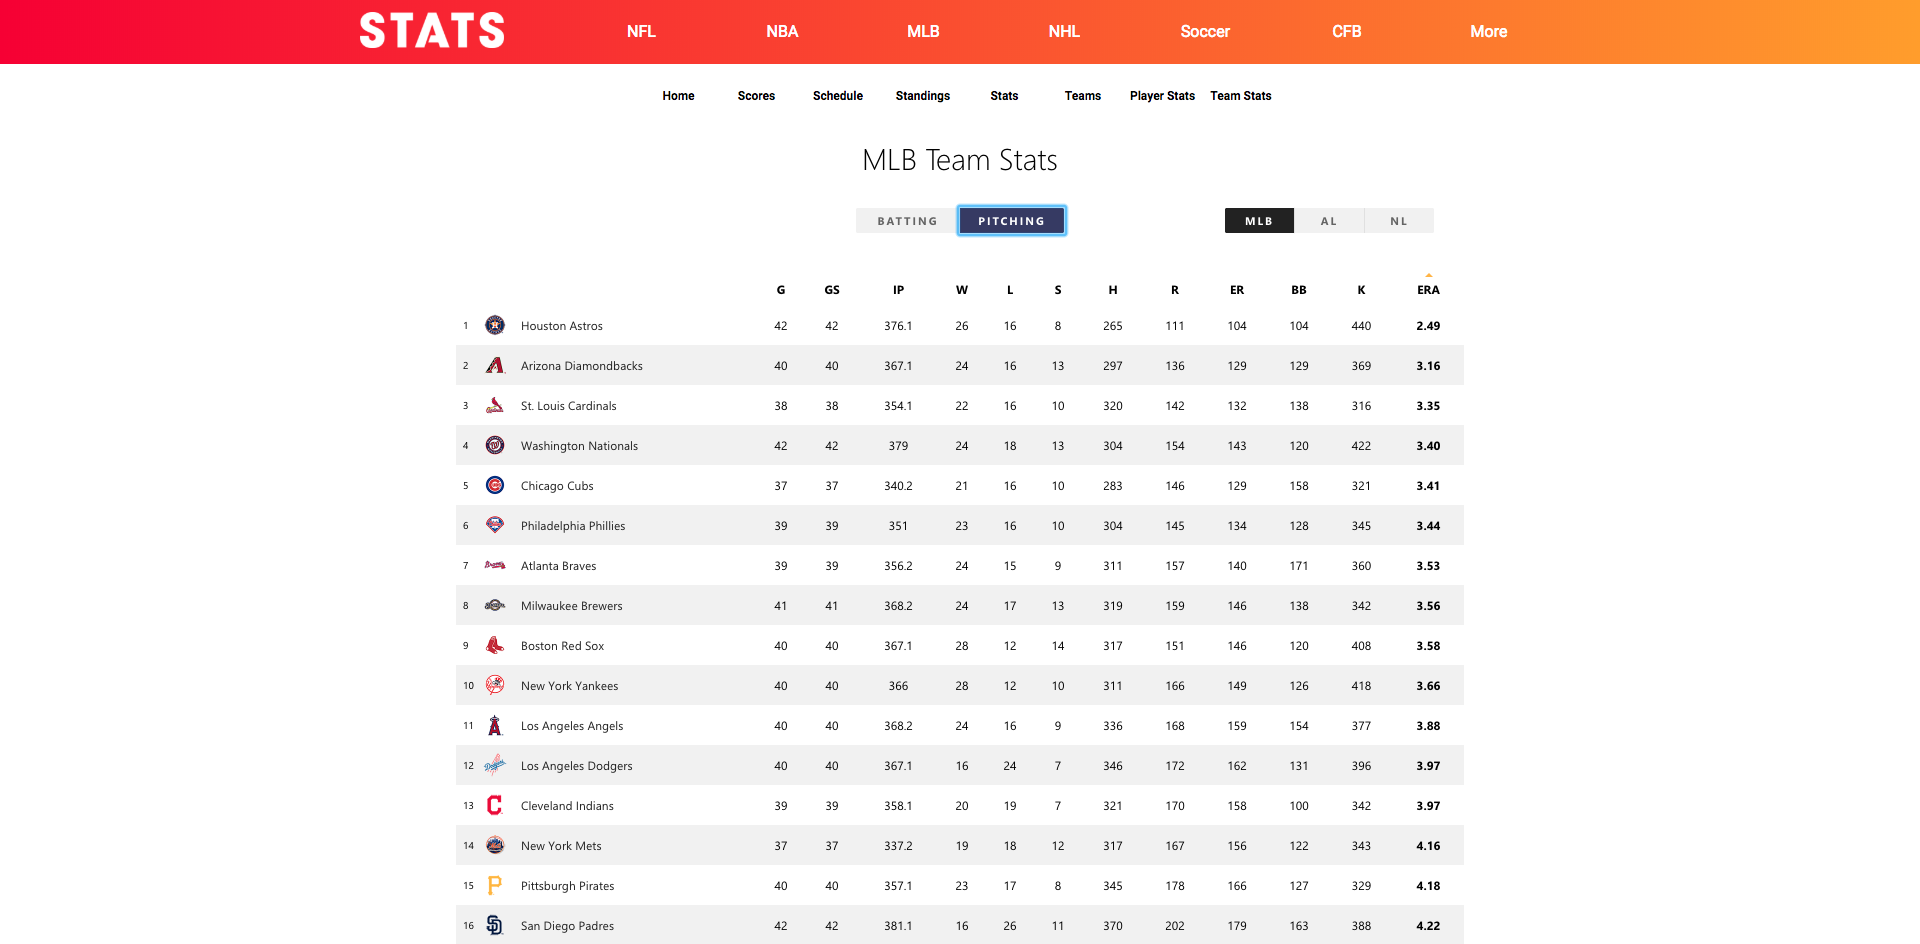 STATS NFL NBA MLB NHL Soccer CFB More
Home Scores Schedule Standings Stats Teams Player Stats Team Stats
MLB Team Stats
BATTING PITCHING MLB AL NL
G GS IP W L S H R ER BB K ERA
1 Houston Astros 42 42 376.1 26 16 8 265 111 104 104 440 2.49
2 Arizona Diamondbacks 40 40 367.1 24 16 13 297 136 129 129 369 3.16
3 St. Louis Cardinals 38 38 354.1 22 16 10 320 142 132 138 316 3.35
4 Washington Nationals 42 42 379 24 18 13 304 154 143 120 422 3.40
5 Chicago Cubs 37 37 340.2 21 16 10 283 146 129 158 321 3.41
6 Philadelphia Phillies 39 39 351 23 16 10 304 145 134 128 345 3.44
7 Atlanta Braves 39 39 356.2 24 15 9 311 157 140 171 360 3.53
8 Milwaukee Brewers 41 41 368.2 24 17 13 319 159 146 138 342 3.56
9 Boston Red Sox 40 40 367.1 28 12 14 317 151 146 120 408 3.58
10 New York Yankees 40 40 366 28 12 10 311 166 149 126 418 3.66
11 Los Angeles Angels 40 40 368.2 24 16 9 336 168 159 154 377 3.88
12 Los Angeles Dodgers 40 40 367.1 16 24 7 346 172 162 131 396 3.97
13 Cleveland Indians 39 39 358.1 20 19 7 321 170 158 100 342 3.97
14 New York Mets 37 37 337.2 19 18 12 317 167 156 122 343 4.16
15 Pittsburgh Pirates 40 40 357.1 23 17 8 345 178 166 127 329 4.18
16 San Diego Padres 42 42 381.1 16 26 11 370 202 179 163 388 4.22